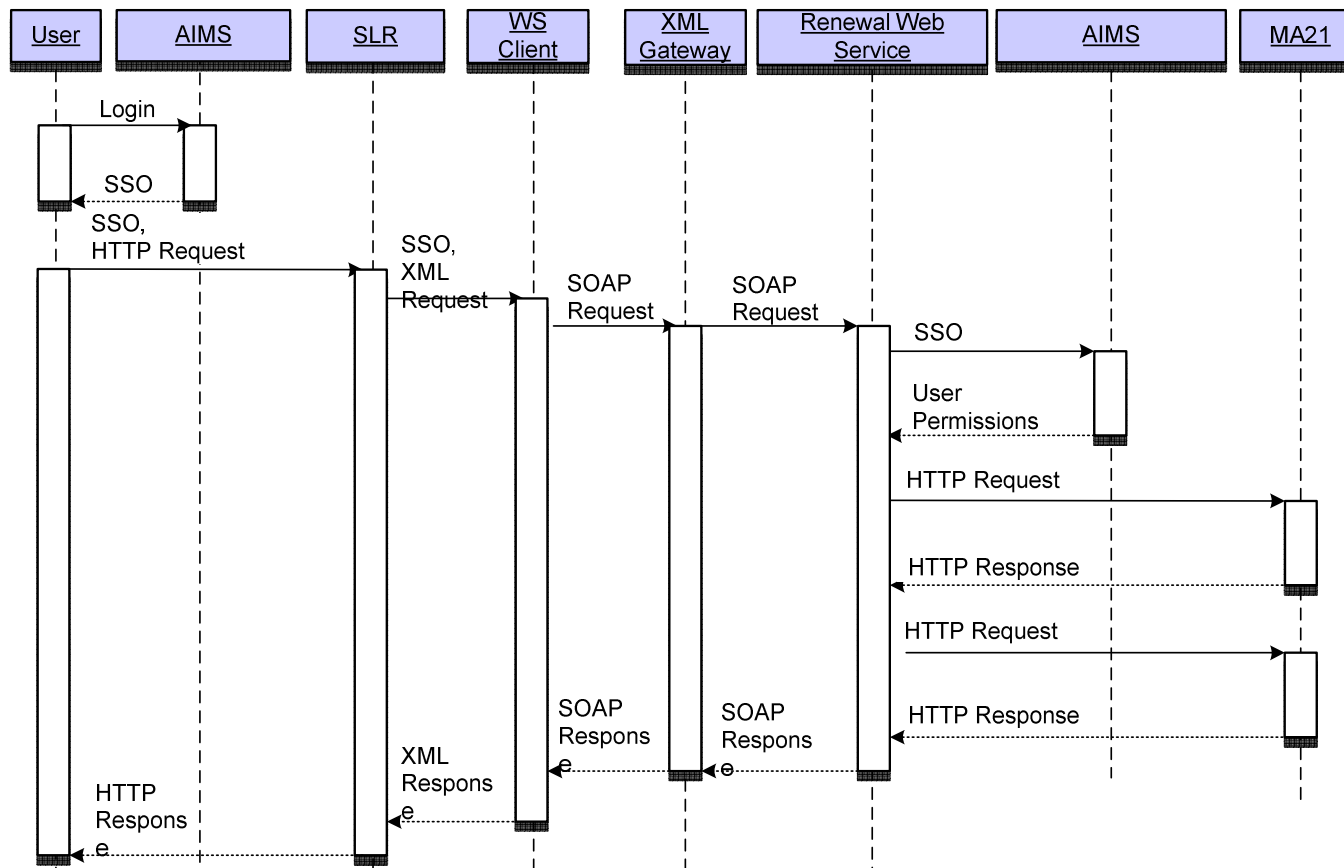 User
AIMS
SLR
WS
Client
XML
Gateway
Renewal Web
Service
AIMS
MA21
Login
SSO
SSO,
HTTP Request
SSO,
XML
Request
SOAP
Request
SOAP
Request
SSO
User
Permissions
HTTP Request
HTTP Response
HTTP Request
HTTP Response
SOAP
Respons
e
SOAP
Respons
e
XML
Respons
e
HTTP
Respons
e